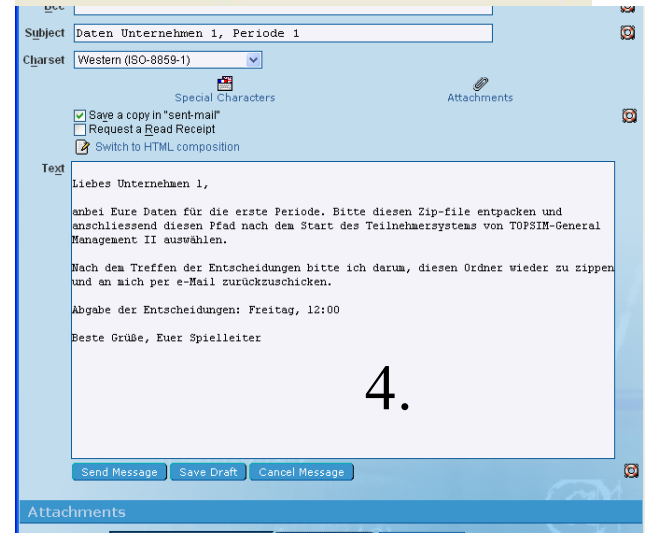 Bcc
Subject Daten Unternehmen 1, Periode 1
Charset Western (ISO-8859-1)
Special Characters Attachments
Save a copy in "sent-mail"
Request a Read Receipt
Switch to HTML composition
Text
Liebes Unternehmen 1,
anbei Eure Daten für die erste Periode. Bitte diesen Zip-file entpacken und
anschliessend diesen Pfad nach dem Start des Teilnehmersystems von TOPSIM-General
Management II auswählen.
Nach dem Treffen der Entscheidungen bitte ich darum, diesen Ordner wieder zu zippen
und an mich per e-Mail zurückzuschicken.
Abgabe der Entscheidungen: Freitag, 12:00
Beste Grüße, Euer Spielleiter
4.
Send Message Save Draft Cancel Message
Attachments